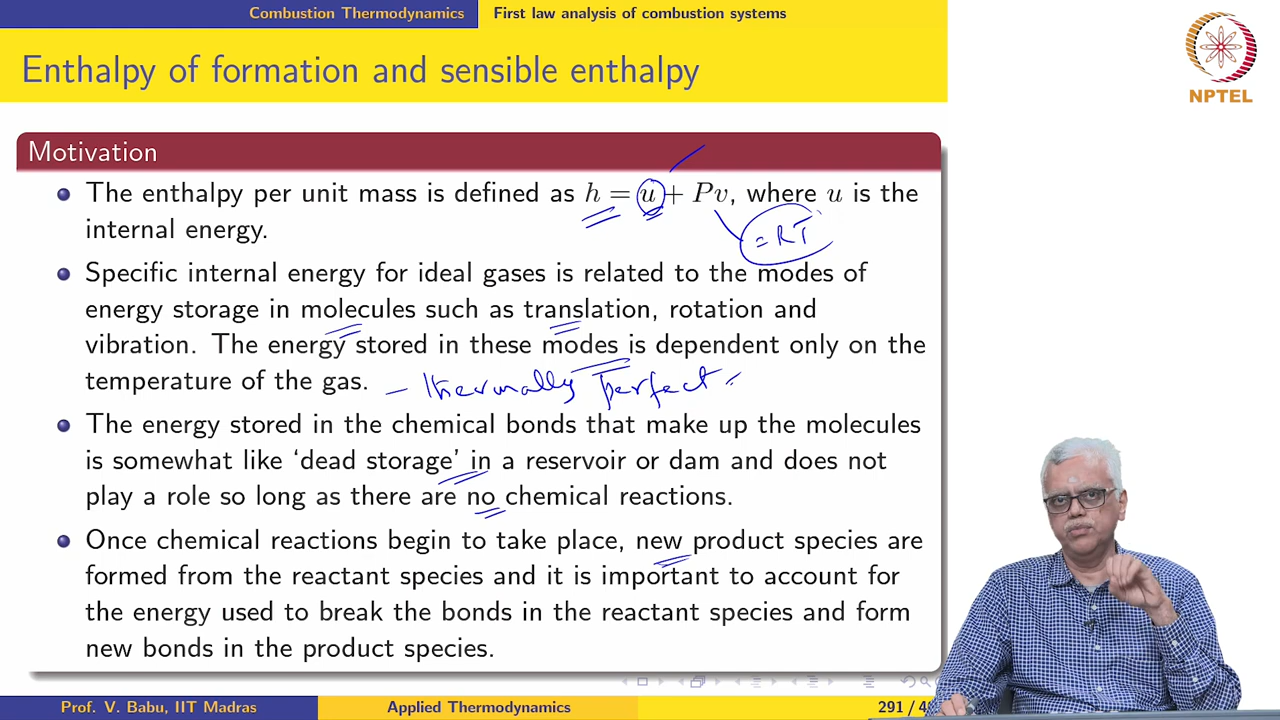 Combustion Thermodynamics First law analysis of combustion systems
Enthalpy of formation and sensible enthalpy
NPTEL
Motivation
The enthalpy per unit mass is defined as h = u + Pv, where u is the
internal energy.
= RT
Specific internal energy for ideal gases is related to the modes of
energy storage in molecules such as translation, rotation and
vibration. The energy stored in these modes is dependent only on the
temperature of the gas. – thermally perfect
The energy stored in the chemical bonds that make up the molecules
is somewhat like ‘dead storage’ in a reservoir or dam and does not
play a role so long as there are no chemical reactions.
Once chemical reactions begin to take place, new product species are
formed from the reactant species and it is important to account for
the energy used to break the bonds in the reactant species and form
new bonds in the product species.
Prof. V. Babu, IIT Madras Applied Thermodynamics 291 /